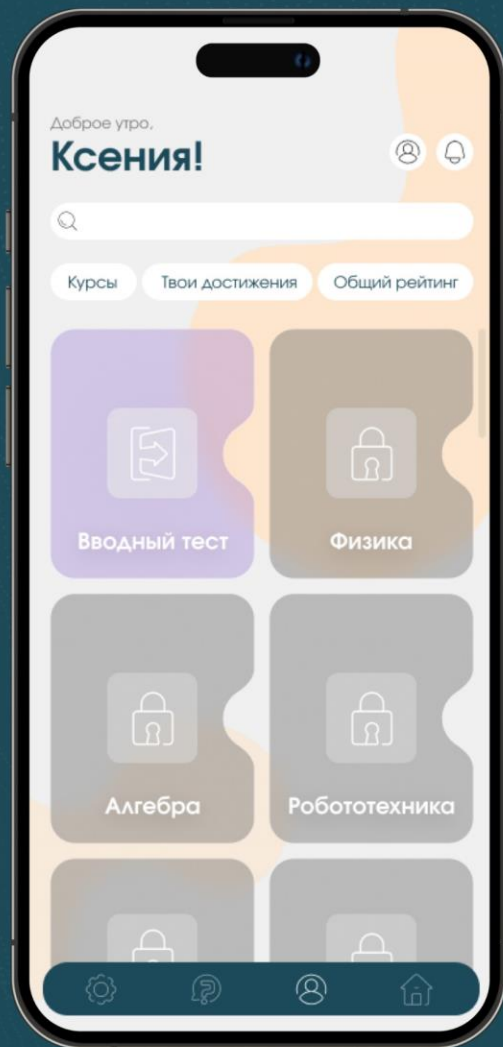 Доброе утро,
Ксения!
Курсы Твои достижения Общий рейтинг
Вводный тест Физика
Алгебра Робототехника